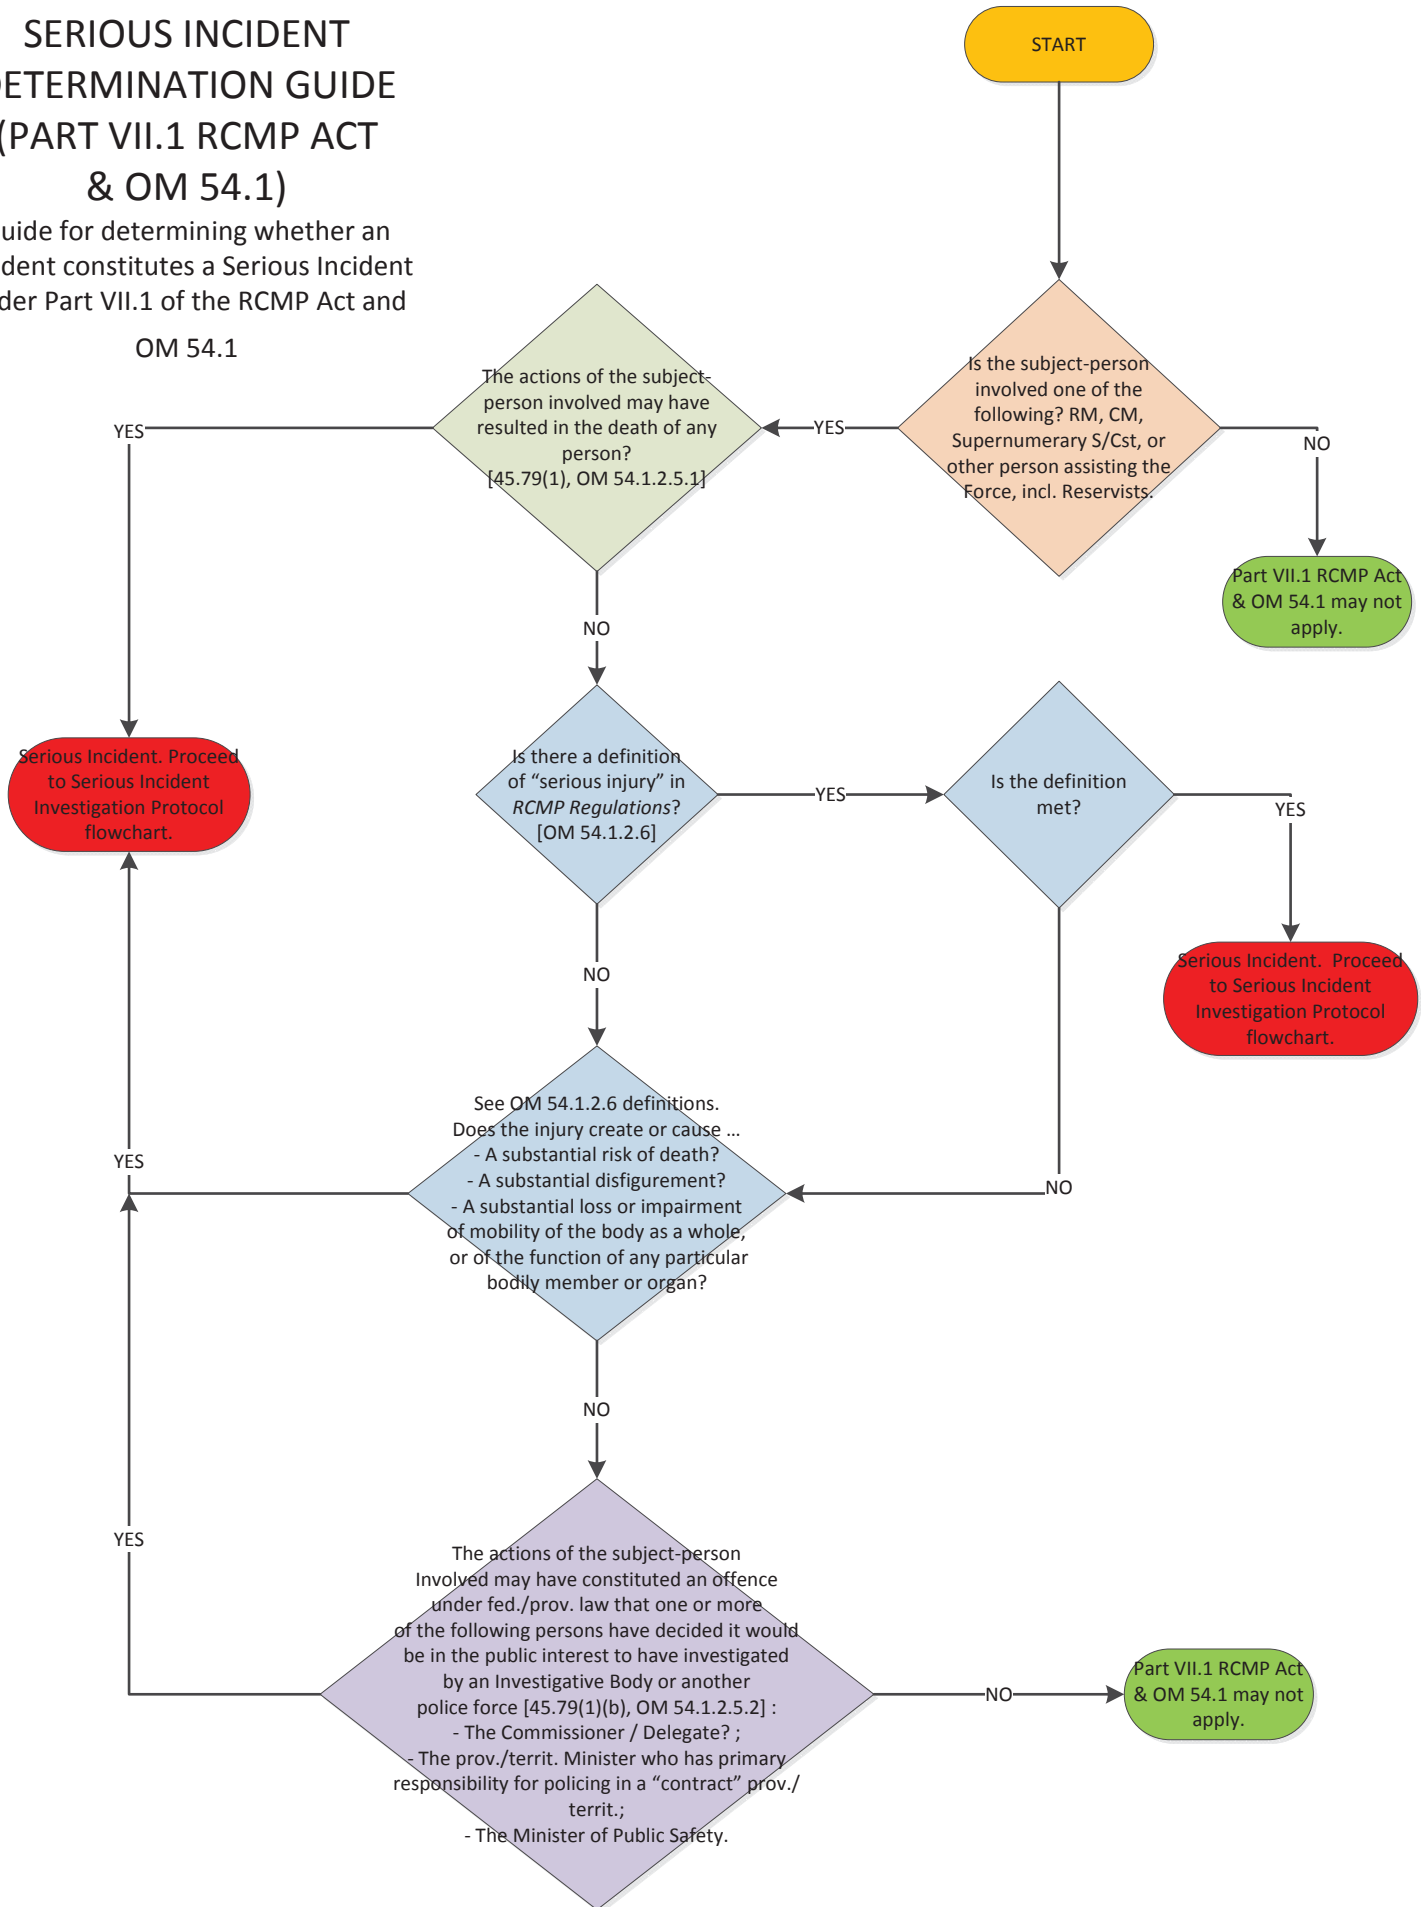 SERIOUS INCIDENT
DETERMINATION GUIDE
(PART VII.1 RCMP ACT
& OM 54.1)
uide for determining whether an
dent constitutes a Serious Incident
der Part VII.1 of the RCMP Act and
OM 54.1
START
Is the subject-person
involved one of the
following? RM, CM,
Supernumerary S/Cst, or
other person assisting the
Force, incl. Reservists.
YES
NO
Part VII.1 RCMP Act
& OM 54.1 may not
apply.
The actions of the subject-
person involved may have
resulted in the death of any
person?
[45.79(1), OM 54.1.2.5.1]
YES
NO
Serious Incident. Proceed
to Serious Incident
Investigation Protocol
flowchart.
Is there a definition
of “serious injury” in
RCMP Regulations?
[OM 54.1.2.6]
YES
Is the definition
met?
YES
Serious Incident.  Proceed
to Serious Incident
Investigation Protocol
flowchart.
NO
NO
See OM 54.1.2.6 definitions.
Does the injury create or cause …
- A substantial risk of death?
- A substantial disfigurement?
- A substantial loss or impairment
of mobility of the body as a whole,
or of the function of any particular
bodily member or organ?
YES
NO
The actions of the subject-person
Involved may have constituted an offence
under fed./prov. law that one or more
of the following persons have decided it would
be in the public interest to have investigated
by an Investigative Body or another
police force [45.79(1)(b), OM 54.1.2.5.2] :
- The Commissioner / Delegate? ;
- The prov./territ. Minister who has primary
responsibility for policing in a “contract” prov./
territ.;
- The Minister of Public Safety.
YES
NO
Part VII.1 RCMP Act
& OM 54.1 may not
apply.